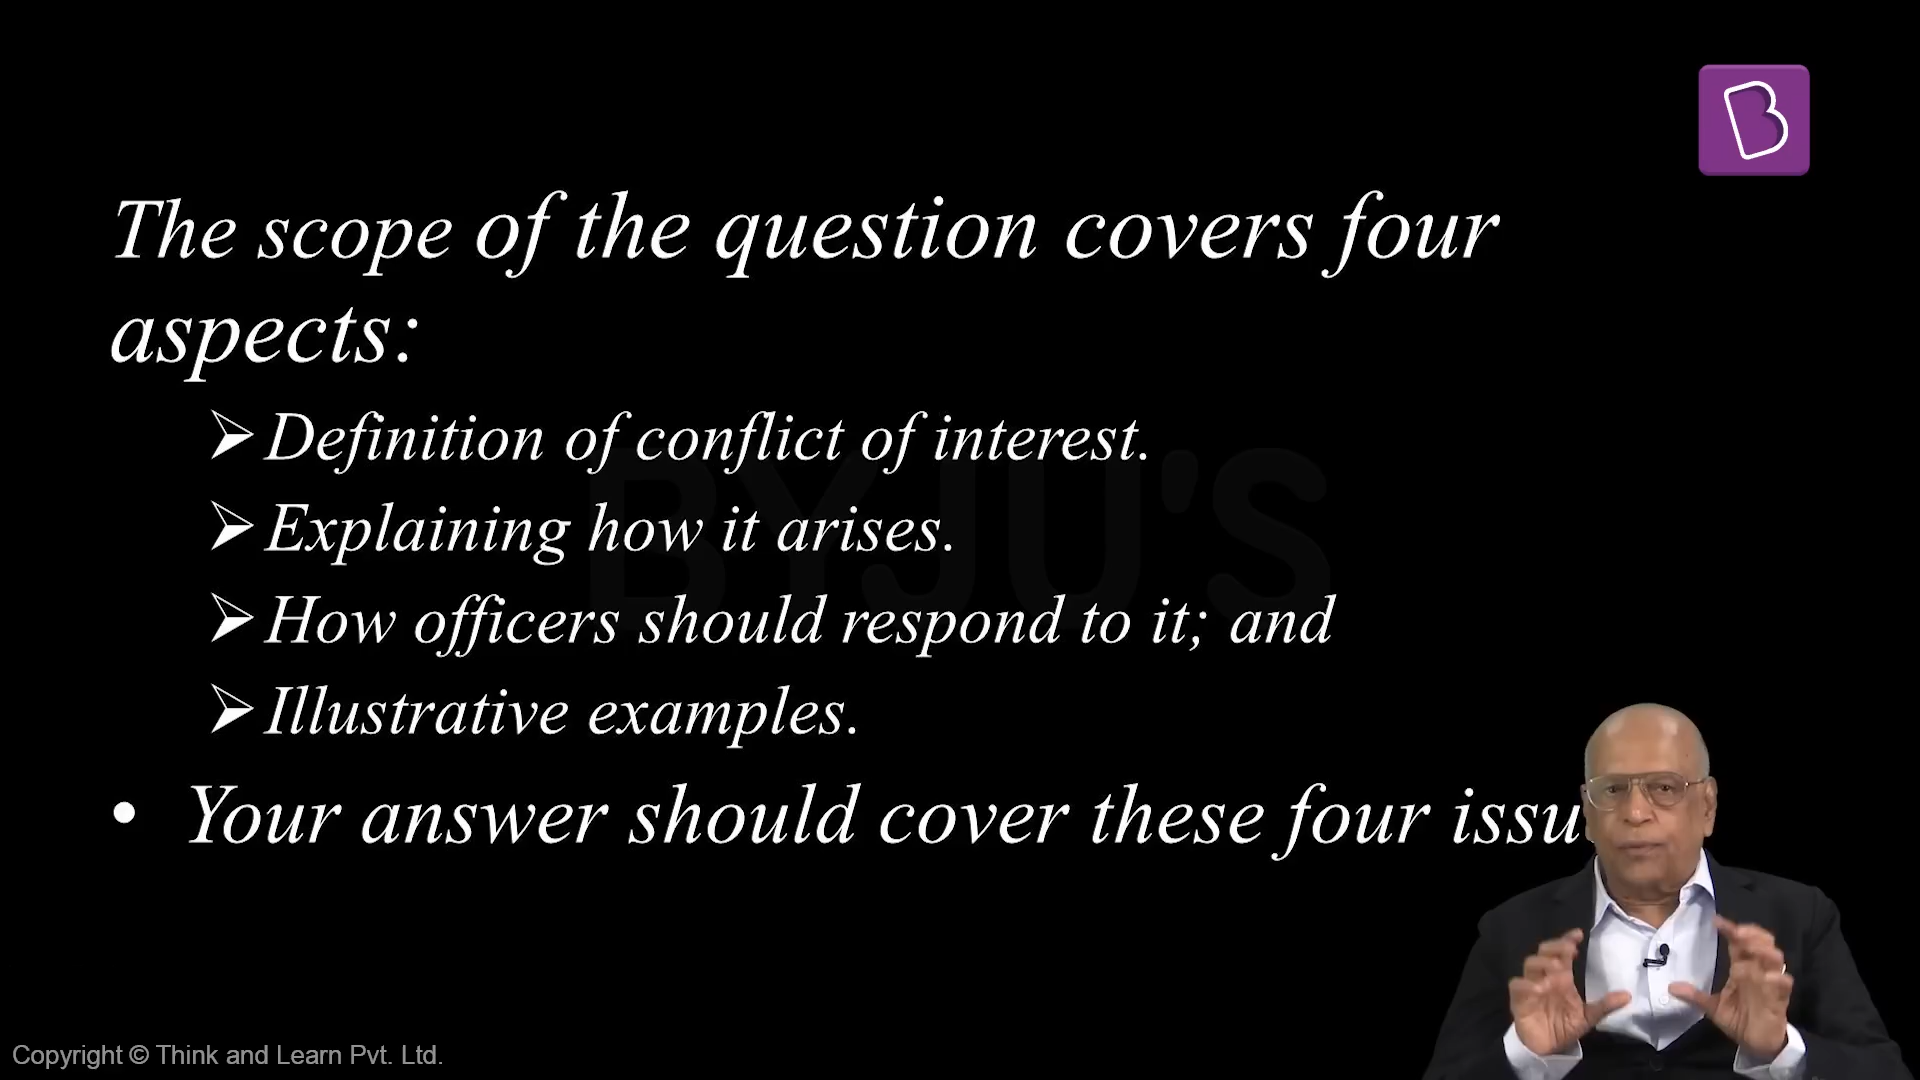 The scope of the question covers four
aspects:
➢ Definition of conflict of interest.
➢ Explaining how it arises.
➢ How officers should respond to it; and
➢ Illustrative examples.
• Your answer should cover these four
BYJU'S
Copyright © Think and Learn Pvt. Ltd.